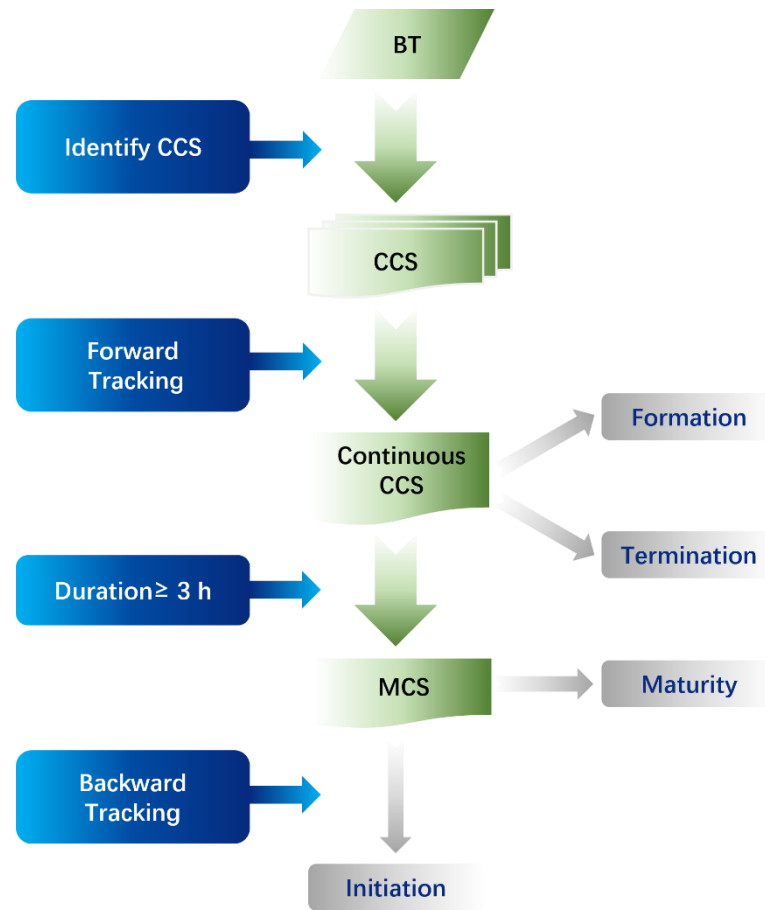 BT
Identify CCS
CCS
Forward
Tracking
Continuous
CCS
Formation
Termination
Duration≥ 3 h
MCS
Maturity
Backward
Tracking
Initiation